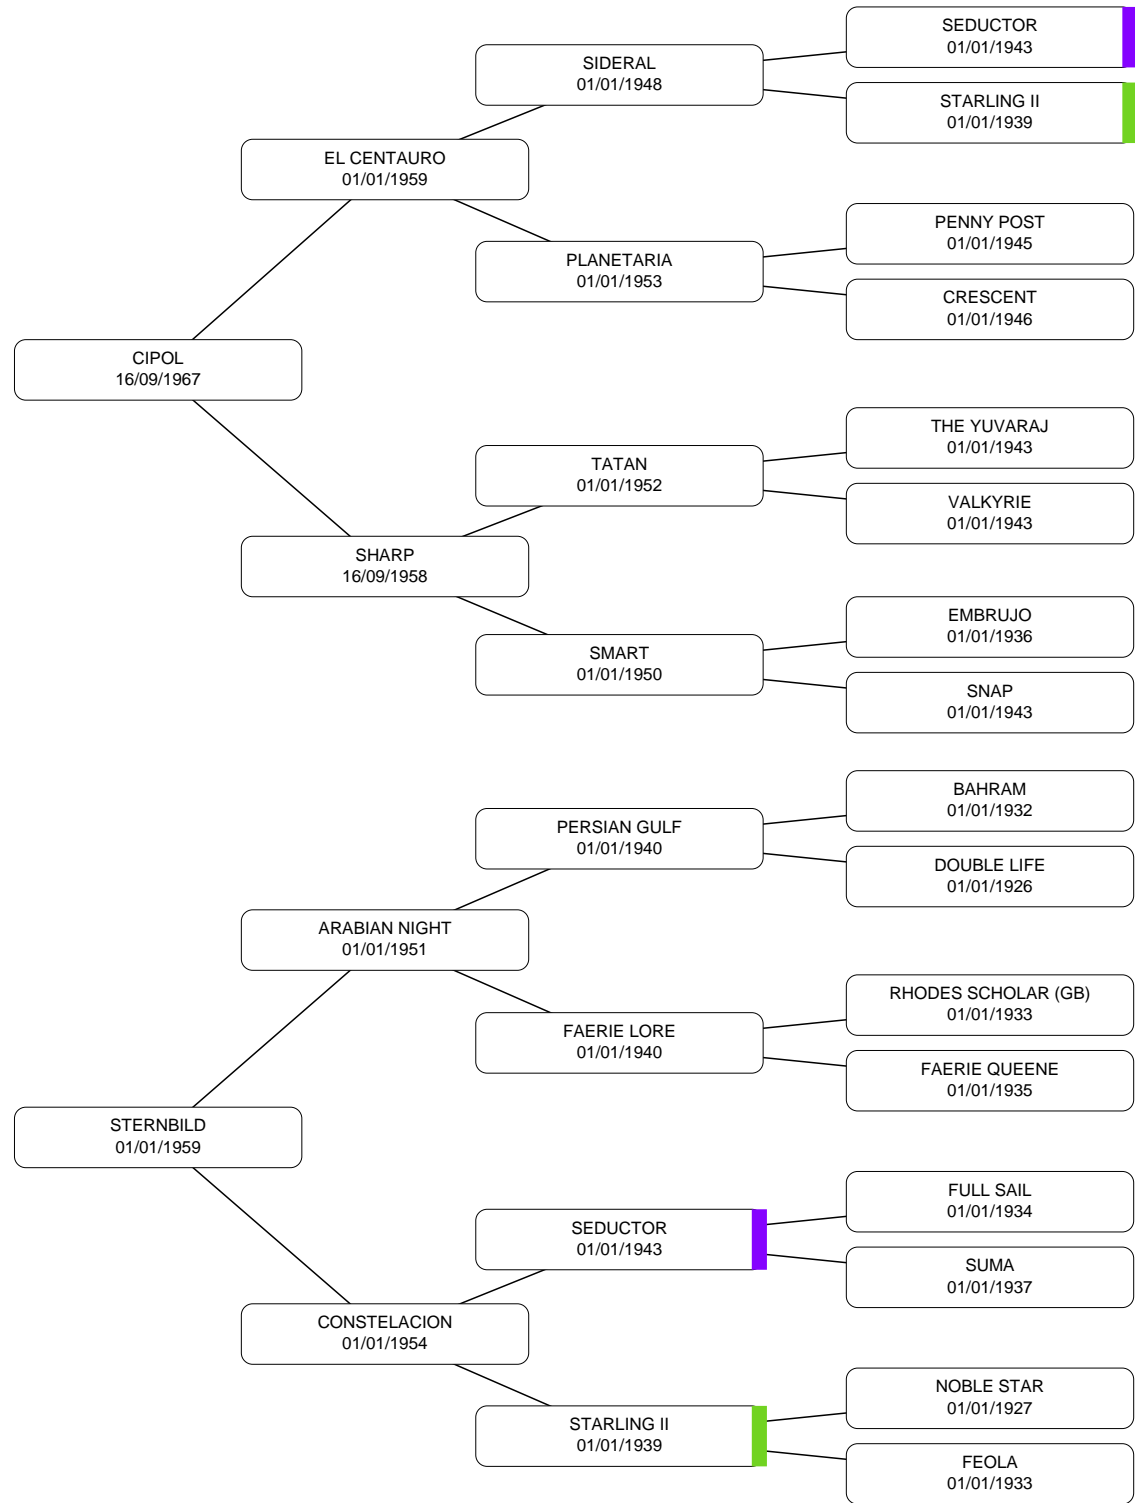 SEDUCTOR
01/01/1943
SIDERAL
01/01/1948
STARLING II
01/01/1939
EL CENTAURO
01/01/1959
PENNY POST
01/01/1945
PLANETARIA
01/01/1953
CRESCENT
01/01/1946
CIPOL
16/09/1967
THE YUVARAJ
01/01/1943
TATAN
01/01/1952
VALKYRIE
01/01/1943
SHARP
16/09/1958
EMBRUJO
01/01/1936
SMART
01/01/1950
SNAP
01/01/1943
BAHRAM
01/01/1932
PERSIAN GULF
01/01/1940
DOUBLE LIFE
01/01/1926
ARABIAN NIGHT
01/01/1951
RHODES SCHOLAR (GB)
01/01/1933
FAERIE LORE
01/01/1940
FAERIE QUEENE
01/01/1935
STERNBILD
01/01/1959
FULL SAIL
01/01/1934
SEDUCTOR
01/01/1943
SUMA
01/01/1937
CONSTELACION
01/01/1954
NOBLE STAR
01/01/1927
STARLING II
01/01/1939
FEOLA
01/01/1933